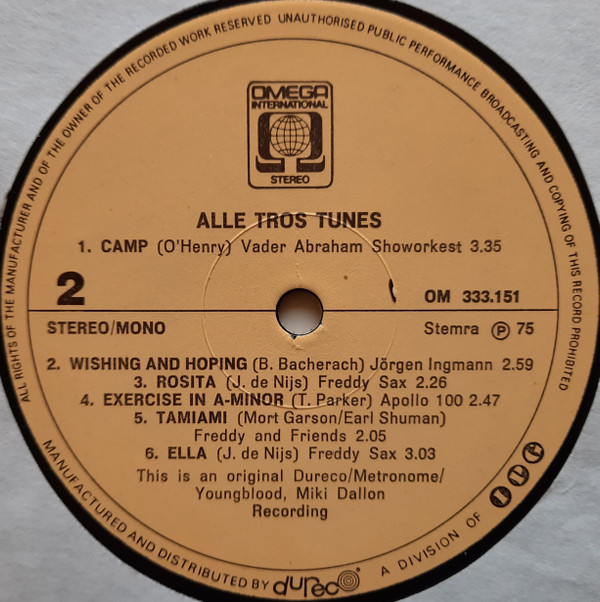 ALL RIGHTS OF THE MANUFACTURER AND OF THE OWNER OF THE RECORDED WORK RESERVED UNAUTHORISED PUBLIC PERFORMANCE BROADCASTING AND COPYING OF THIS RECORD PROHIBITED
OMEGA
INTERNATIONAL
STEREO
ALLE TROS TUNES
1. CAMP (O'Henry) Vader Abraham Showorkest 3.35
2
OM 333.151
STEREO/MONO
Stemra Ⓟ 75
2. WISHING AND HOPING (B. Bacherach) Jörgen Ingmann 2.59
3. ROSITA (J. de Nijs) Freddy Sax 2.26
4. EXERCISE IN A-MINOR (T. Parker) Apollo 100 2.47
5. TAMIAMI (Mort Garson/Earl Shuman)
Freddy and Friends 2.05
6. ELLA (J. de Nijs) Freddy Sax 3.03
This is an original Dureco/Metronome/
Youngblood, Miki Dallon
Recording
MANUFACTURED AND DISTRIBUTED BY dureco A DIVISION OF